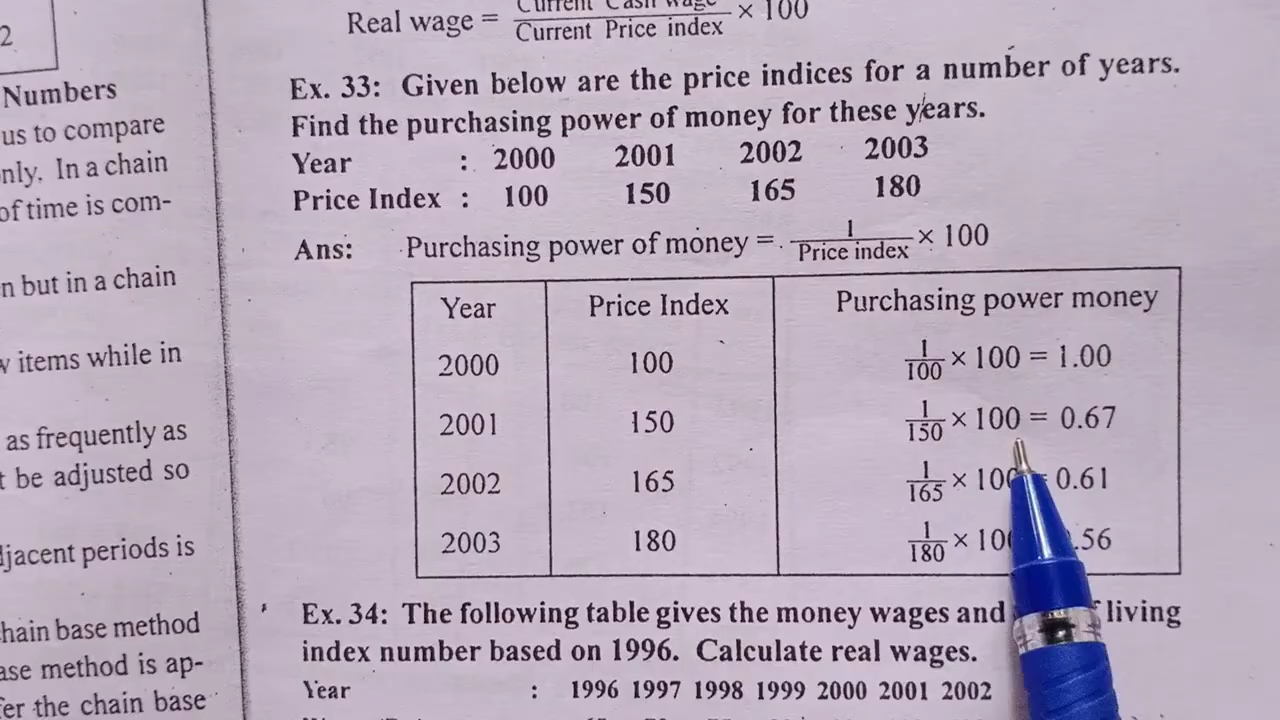 2
Numbers
us to compare
nly. In a chain
of time is com-
n but in a chain
w items while in
as frequently as
t be adjusted so
djacent periods is
hain base method
ase method is ap-
fer the chain base
Real wage = Current Cash wage / Current Price index × 100
Ex. 33: Given below are the price indices for a number of years.
Find the purchasing power of money for these years.
Year : 2000 2001 2002 2003
Price Index : 100 150 165 180
Ans: Purchasing power of money = 1 / Price index × 100
Year Price Index Purchasing power money
2000 100 1/100 × 100 = 1.00
2001 150 1/150 × 100 = 0.67
2002 165 1/165 × 100 = 0.61
2003 180 1/180 × 10 .56
Ex. 34: The following table gives the money wages and living
index number based on 1996. Calculate real wages.
Year : 1996 1997 1998 1999 2000 2001 2002